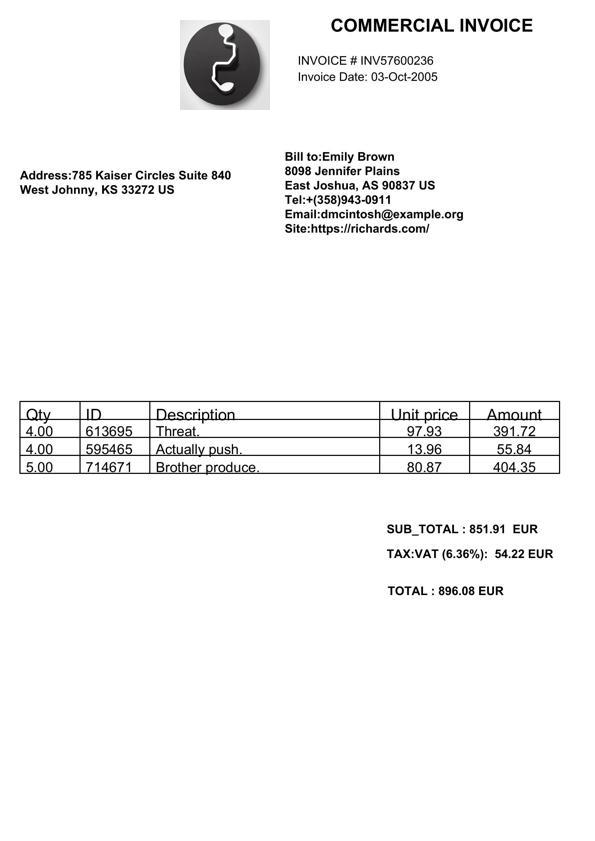 COMMERCIAL INVOICE
INVOICE # INV57600236
Invoice Date: 03-Oct-2005
Address:785 Kaiser Circles Suite 840
West Johnny, KS 33272 US
Bill to:Emily Brown
8098 Jennifer Plains
East Joshua, AS 90837 US
Tel:+(358)943-0911
Email:dmcintosh@example.org
Site:https://richards.com/
Qty ID Description Unit price Amount
4.00 613695 Threat. 97.93 391.72
4.00 595465 Actually push. 13.96 55.84
5.00 714671 Brother produce. 80.87 404.35
SUB_TOTAL : 851.91 EUR
TAX:VAT (6.36%): 54.22 EUR
TOTAL : 896.08 EUR